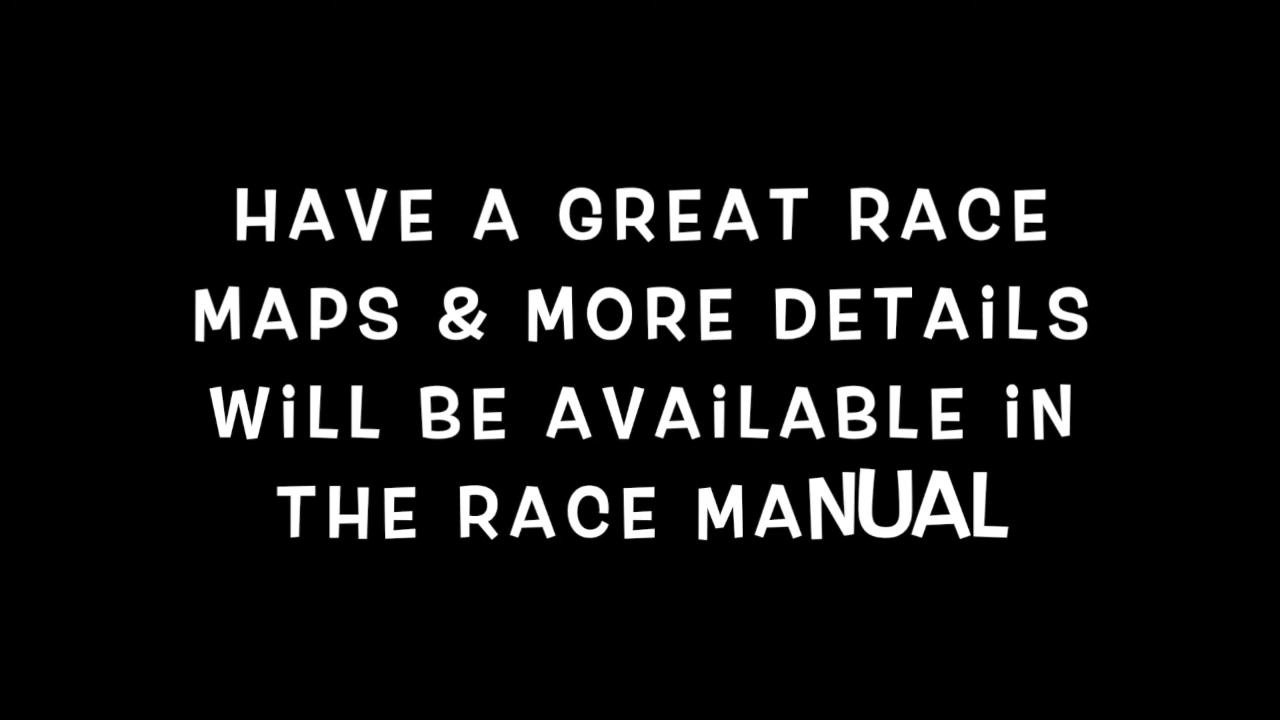 HAVE A GREAT RACE
MAPS & MORE DETAiLS
WiLL BE AVAiLABLE iN
THE RACE MANUAL